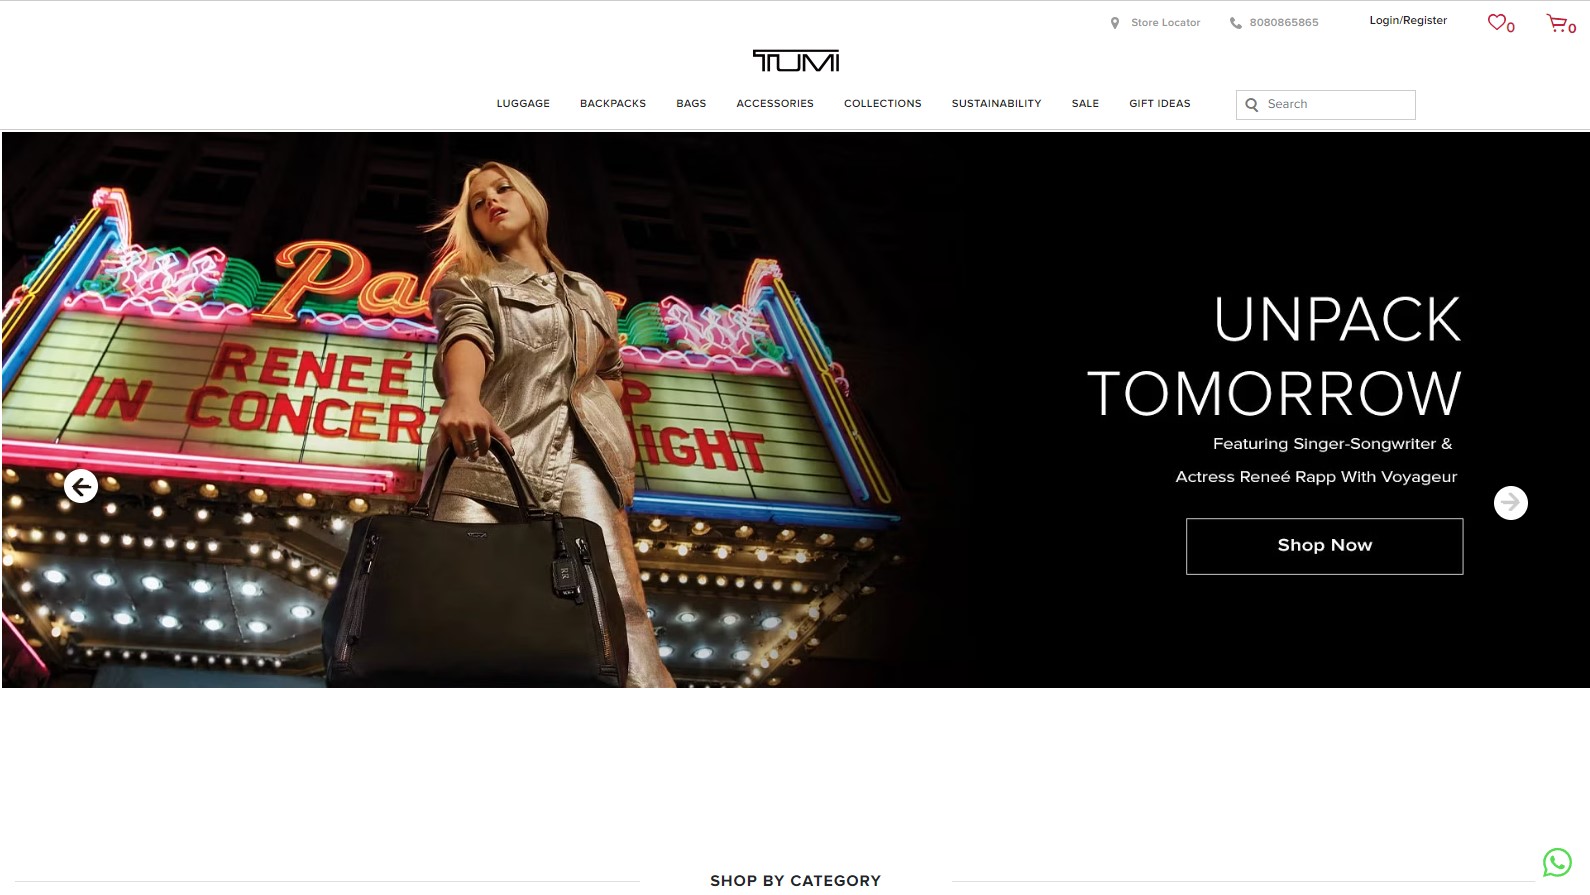 Store Locator
8080865865
Login/Register
0
0
TUMI
LUGGAGE
BACKPACKS
BAGS
ACCESSORIES
COLLECTIONS
SUSTAINABILITY
SALE
GIFT IDEAS
Search
Pal
RENEÉ P
IN CONCERT IGHT
UNPACK
TOMORROW
Featuring Singer-Songwriter &
Actress Reneé Rapp With Voyageur
Shop Now
TUMI
RR
SHOP BY CATEGORY